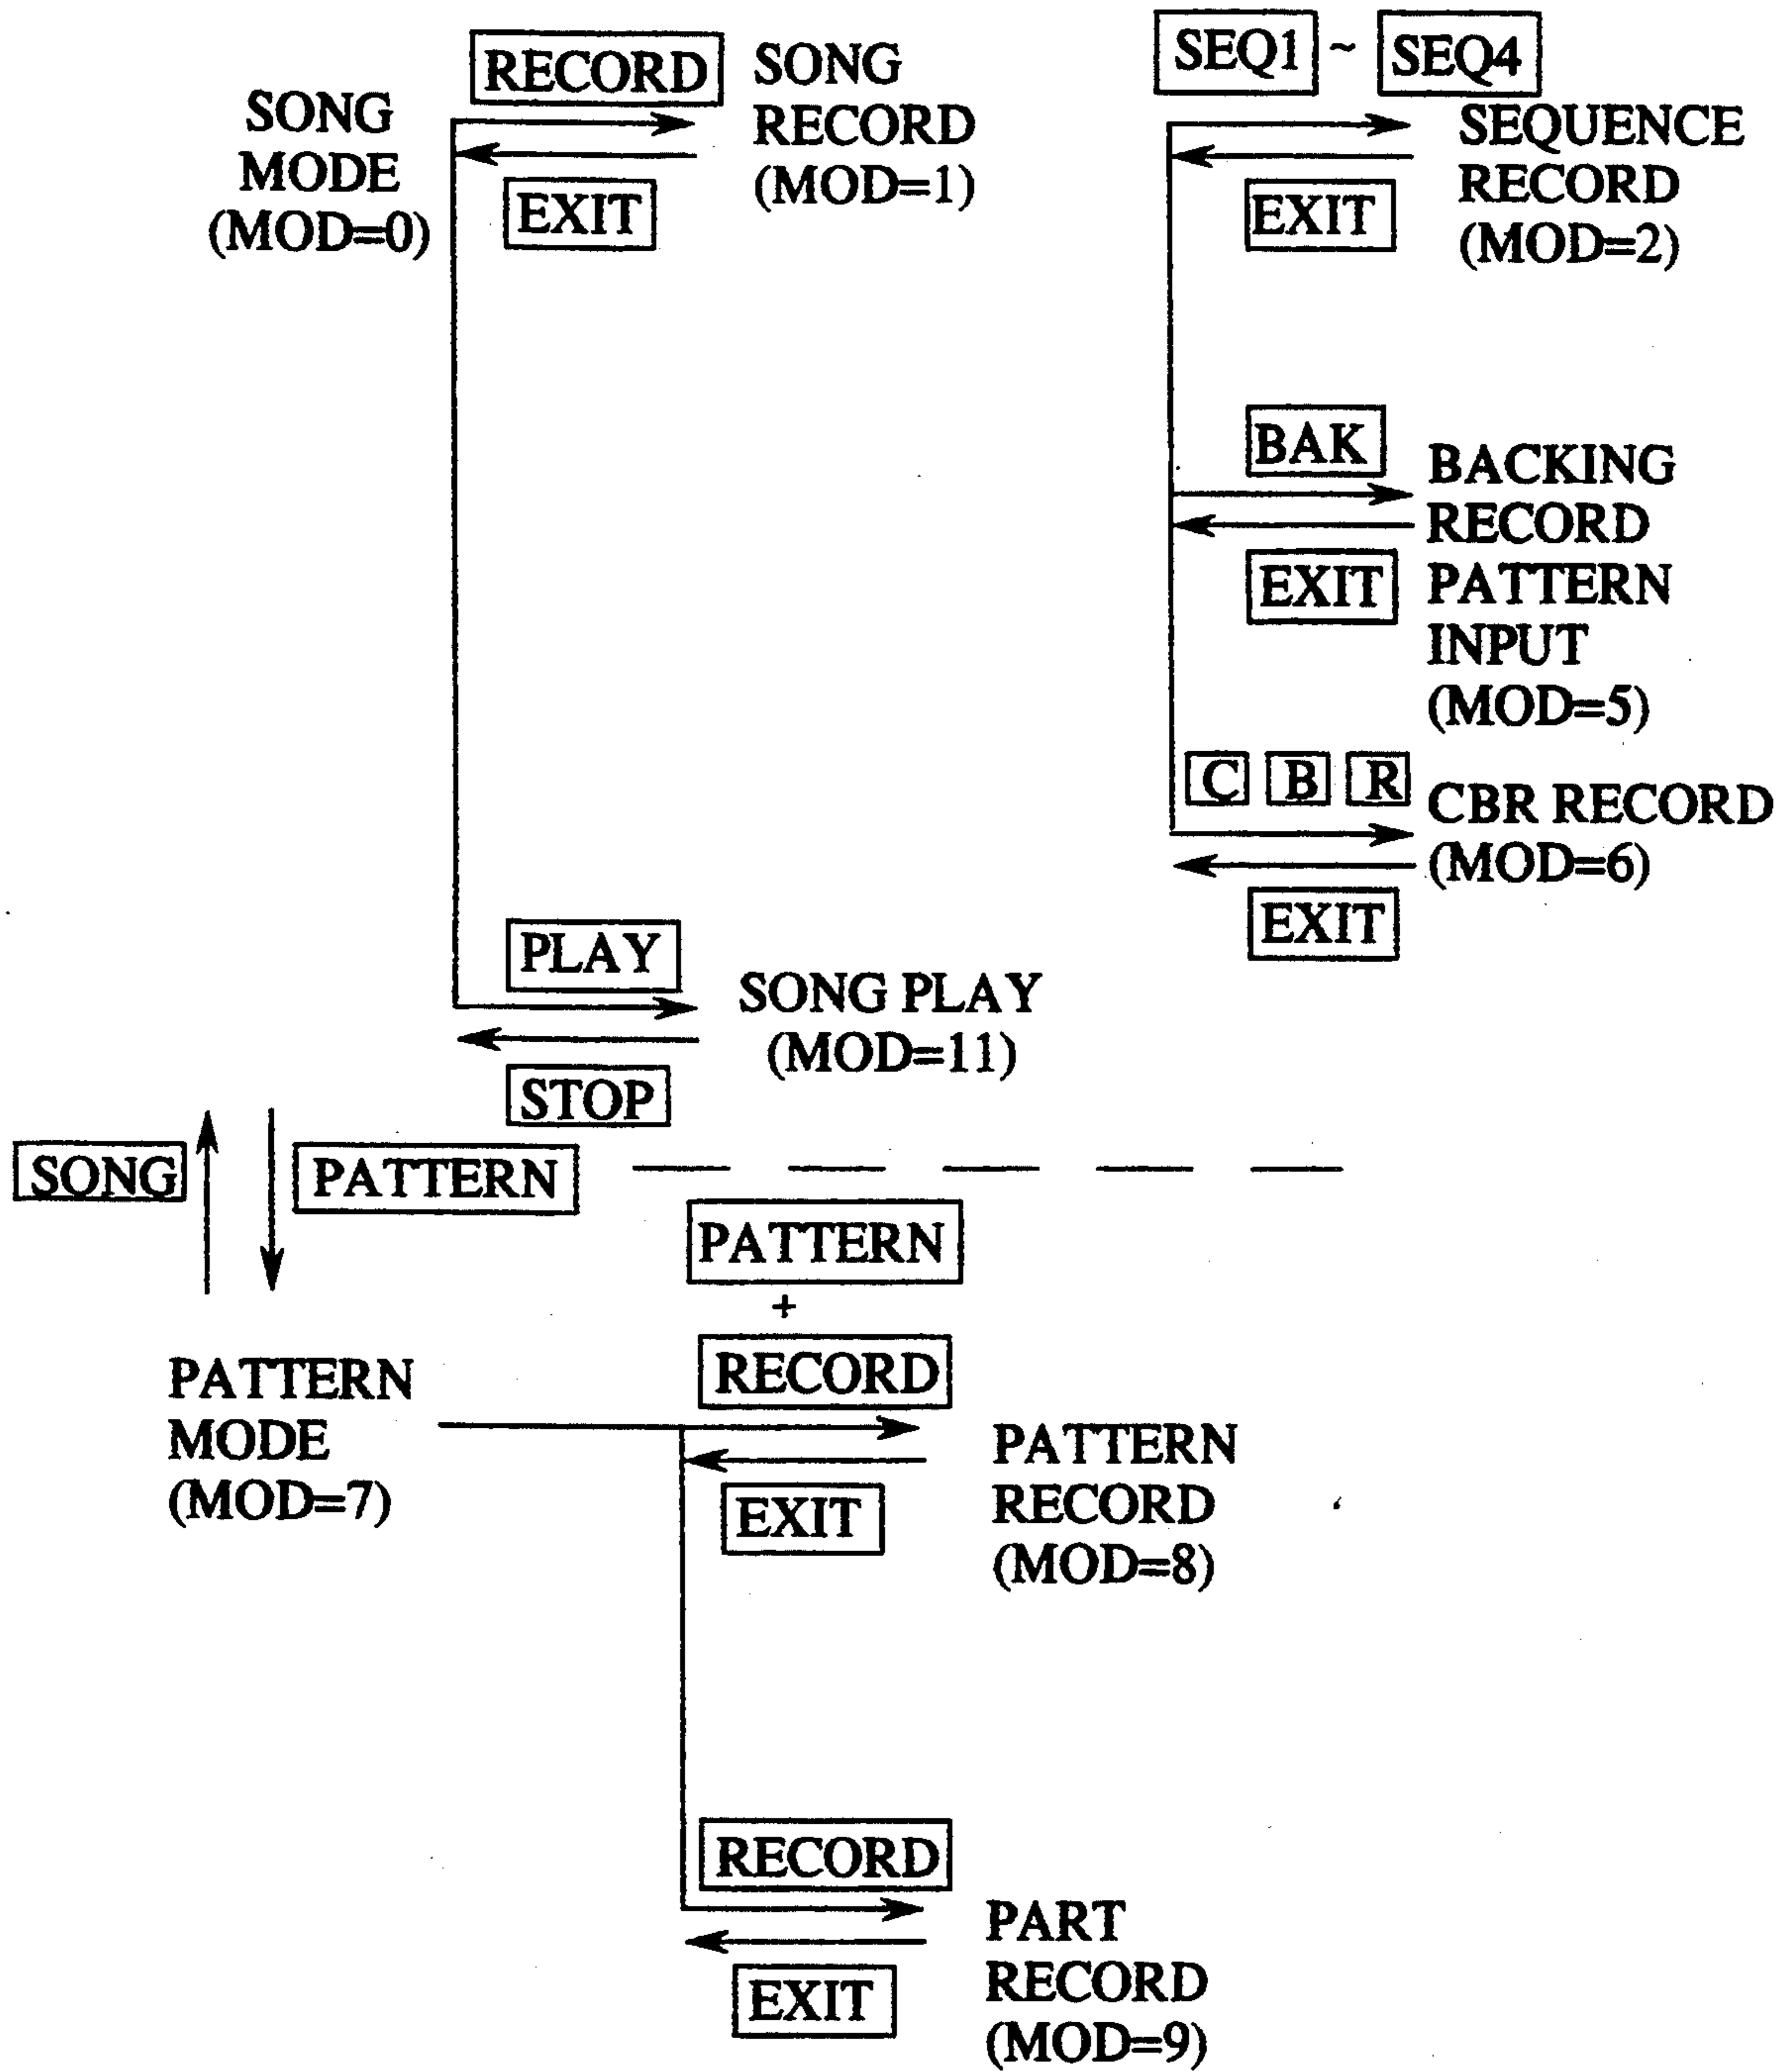 RECORD
SONG
MODE
(MOD=0)
EXIT
SONG
RECORD
(MOD=1)
SEQ1 ~ SEQ4
SEQUENCE
RECORD
(MOD=2)
EXIT
BAK
BACKING
RECORD
PATTERN
INPUT
(MOD=5)
EXIT
C B R
CBR RECORD
(MOD=6)
EXIT
PLAY
SONG PLAY
(MOD=11)
STOP
SONG
PATTERN
PATTERN
+
RECORD
PATTERN
MODE
(MOD=7)
EXIT
PATTERN
RECORD
(MOD=8)
RECORD
PART
RECORD
(MOD=9)
EXIT